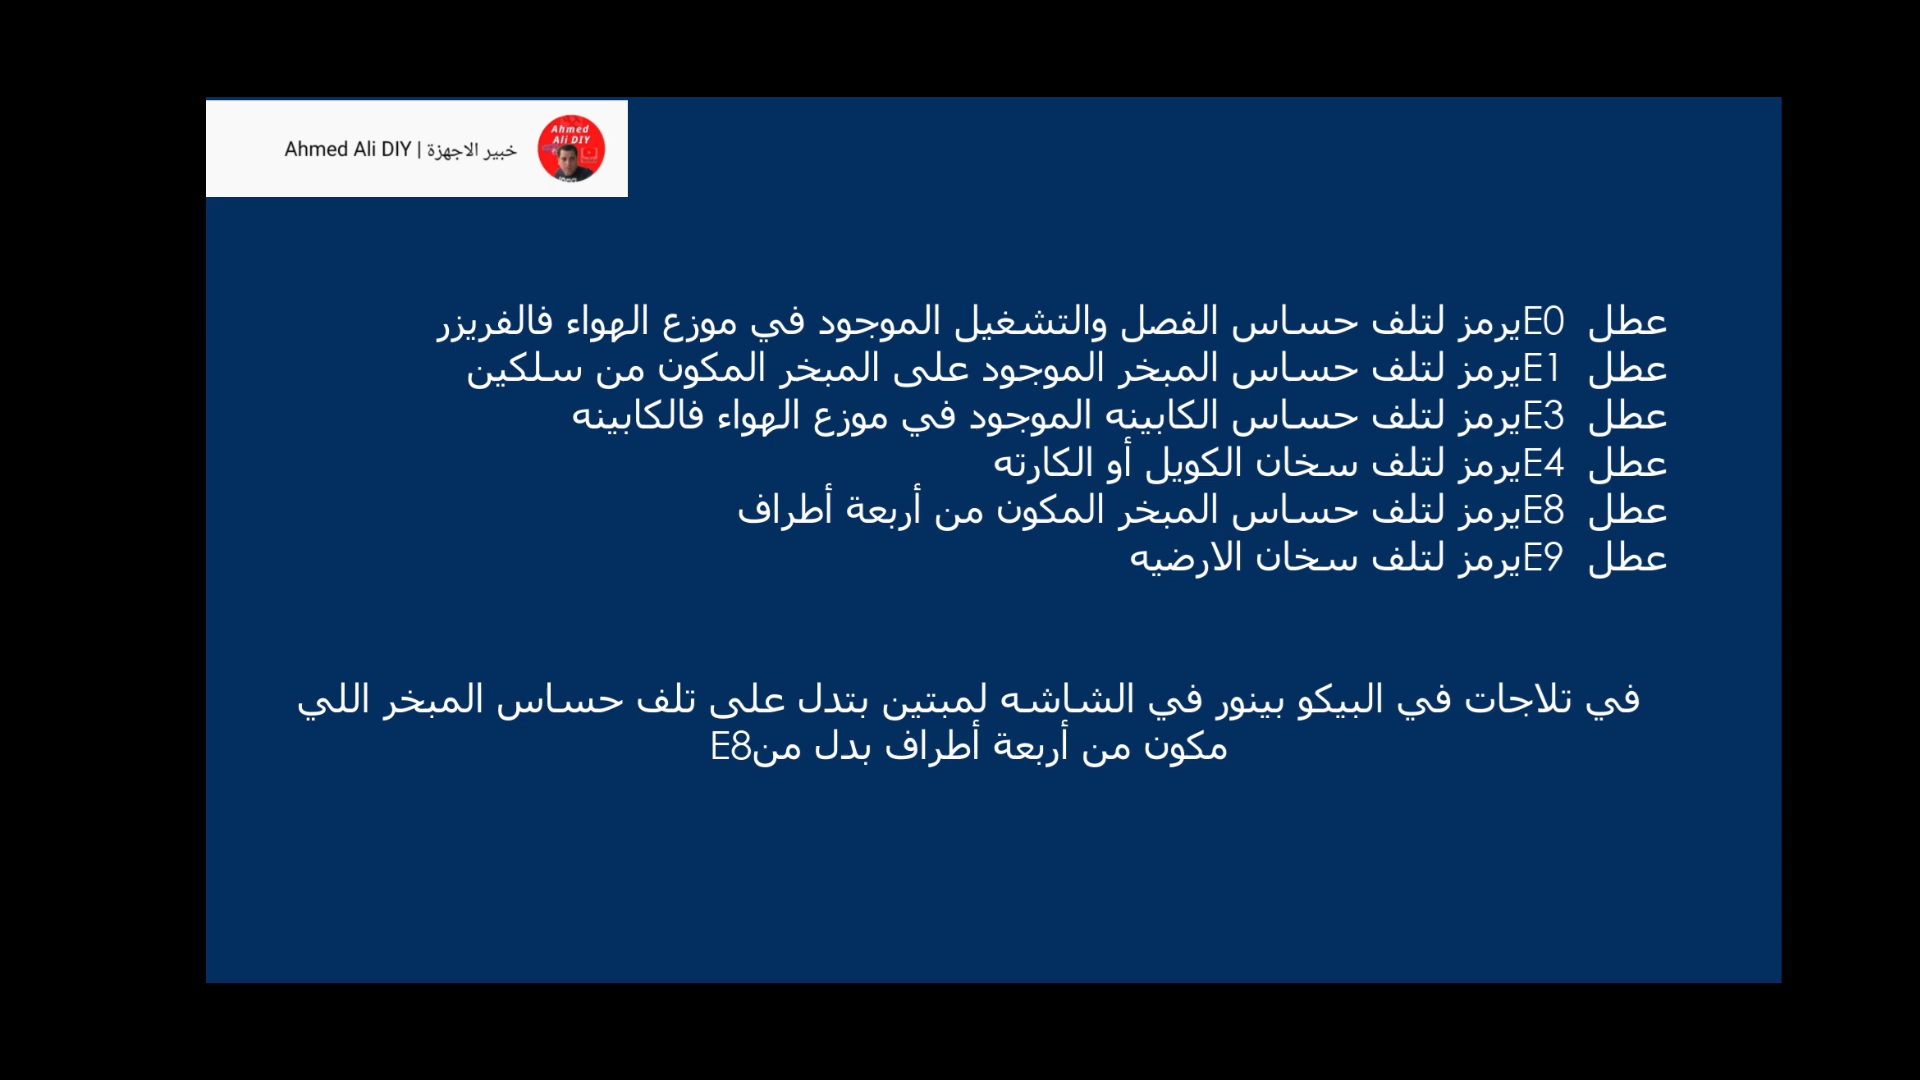 خبير الاجهزة | Ahmed Ali DIY
Ahmed
Ali DIY
عطل E0يرمز لتلف حساس الفصل والتشغيل الموجود في موزع الهواء فالفريزر
عطل E1يرمز لتلف حساس المبخر الموجود على المبخر المكون من سلكين
عطل E3يرمز لتلف حساس الكابينه الموجود في موزع الهواء فالكابينه
عطل E4يرمز لتلف سخان الكويل أو الكارته
عطل E8يرمز لتلف حساس المبخر المكون من أربعة أطراف
عطل E9يرمز لتلف سخان الارضيه
في تلاجات في البيكو بينور في الشاشه لمبتين بتدل على تلف حساس المبخر اللي
مكون من أربعة أطراف بدل منE8